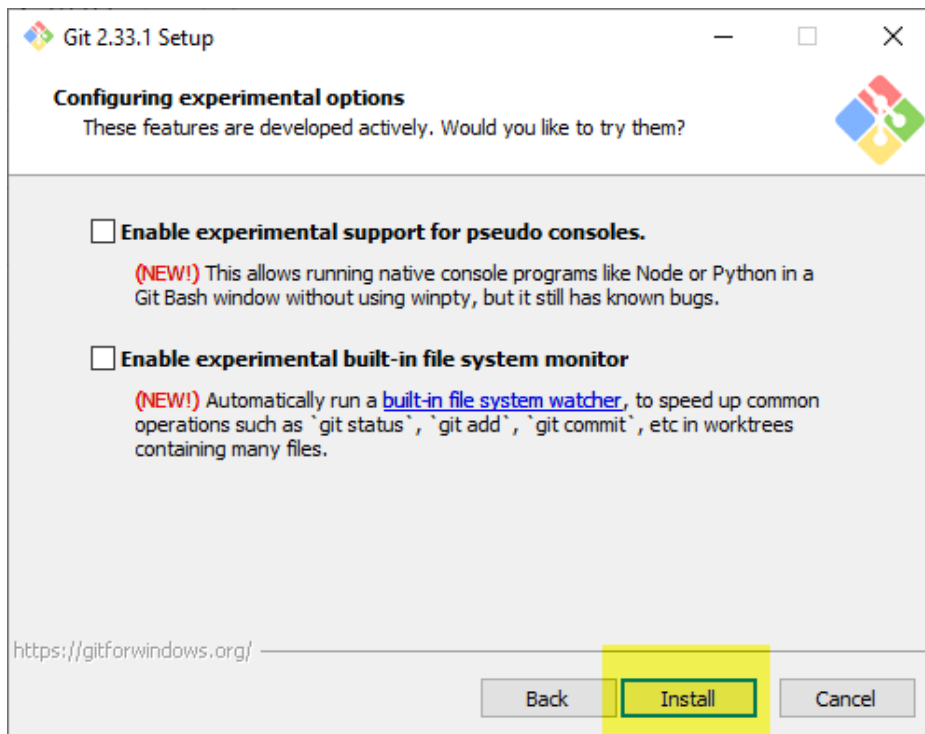 Git 2.33.1 Setup
Configuring experimental options
These features are developed actively. Would you like to try them?
Enable experimental support for pseudo consoles.
(NEW!) This allows running native console programs like Node or Python in a
Git Bash window without using winpty, but it still has known bugs.
Enable experimental built-in file system monitor
(NEW!) Automatically run a built-in file system watcher, to speed up common
operations such as `git status`, `git add`, `git commit`, etc in worktrees
containing many files.
https://gitforwindows.org/
Back Install Cancel